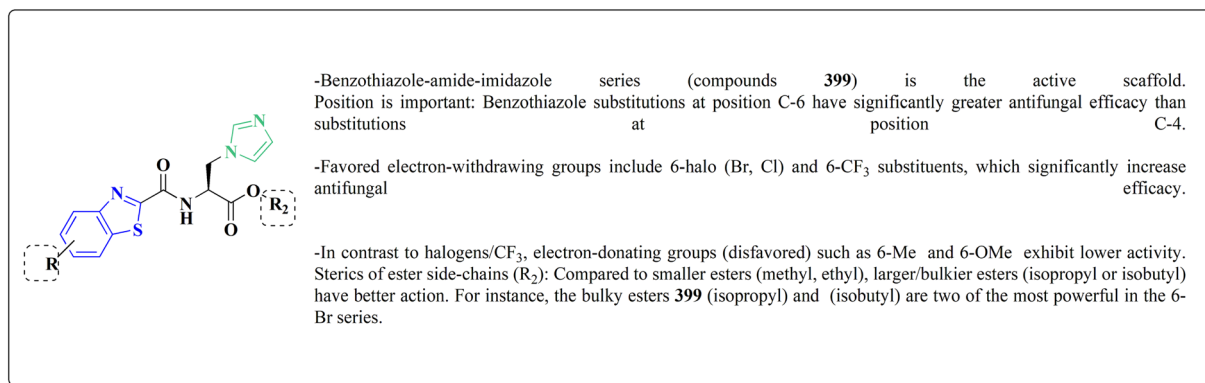 -Benzothiazole-amide-imidazole series (compounds 399) is the active scaffold.
Position is important: Benzothiazole substitutions at position C-6 have significantly greater antifungal efficacy than
substitutions at position C-4.
-Favored electron-withdrawing groups include 6-halo (Br, Cl) and 6-CF₃ substituents, which significantly increase
antifungal efficacy.
-In contrast to halogens/CF₃, electron-donating groups (disfavored) such as 6-Me and 6-OMe exhibit lower activity.
Sterics of ester side-chains (R₂): Compared to smaller esters (methyl, ethyl), larger/bulkier esters (isopropyl or isobutyl)
have better action. For instance, the bulky esters 399 (isopropyl) and (isobutyl) are two of the most powerful in the 6-
Br series.
N
N
O
O
R₂
N
N
H
O
S
R